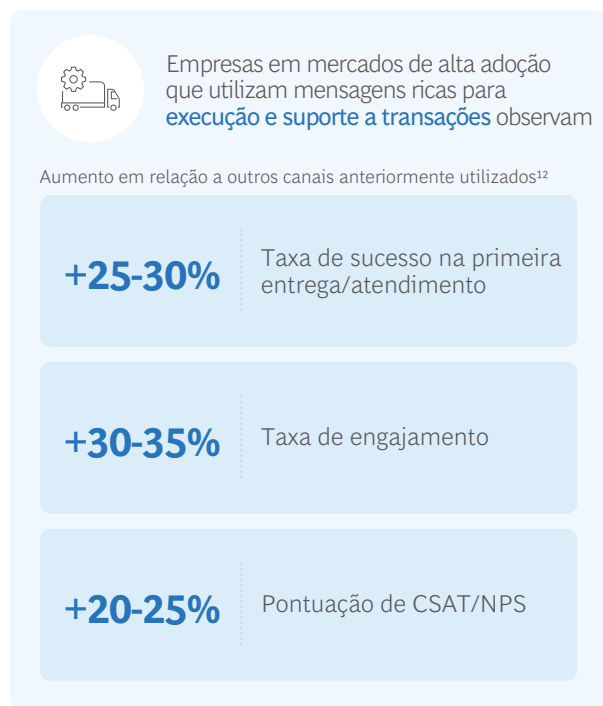 Empresas em mercados de alta adoção
que utilizam mensagens ricas para
execução e suporte a transações observam
Aumento em relação a outros canais anteriormente utilizados¹²
+25-30%
Taxa de sucesso na primeira
entrega/atendimento
+30-35%
Taxa de engajamento
+20-25%
Pontuação de CSAT/NPS